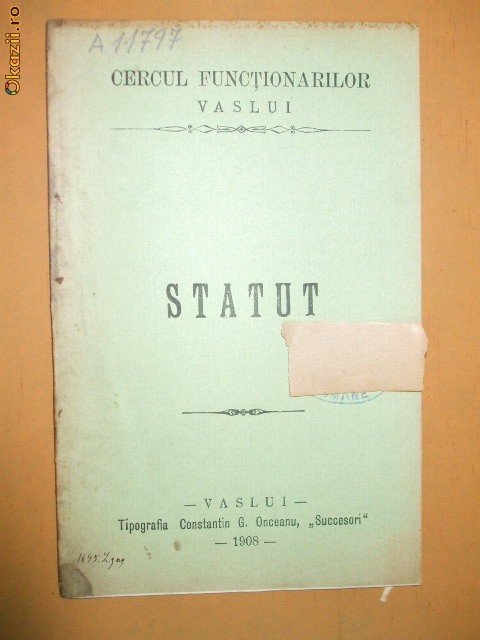 Okazii.ro
A 11797
CERCUL FUNCȚIONARILOR
VASLUI
STATUT
— VASLUI —
Tipografia Constantin G. Onceanu, „Succesori"
— 1908 —